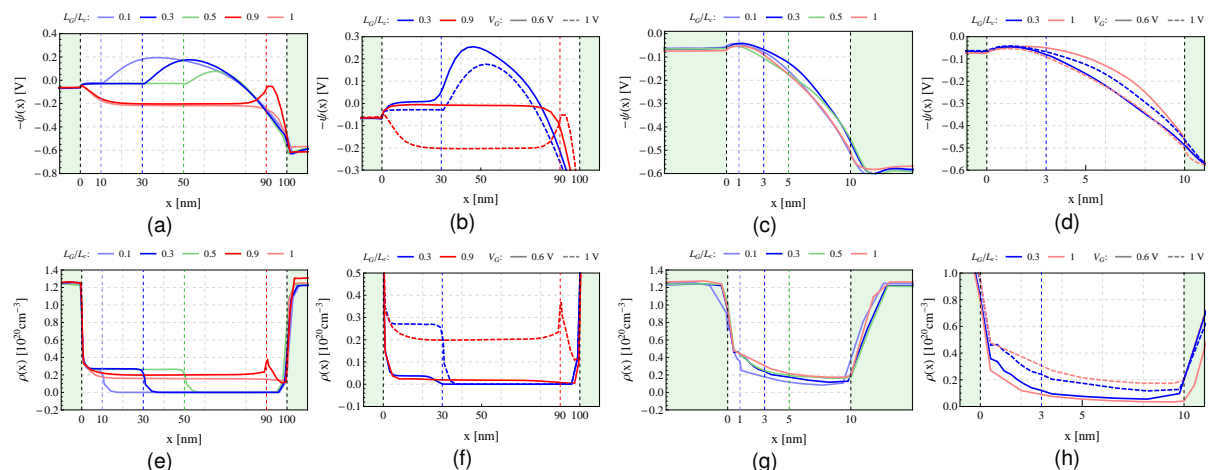 L_G/L_c: 0.1 0.3 0.5 0.9 1
−ψ(x) [V]
0.4
0.2
0.0
−0.2
−0.4
−0.6
−0.8
0 10 30 50 90 100
x [nm]
(a)
L_G/L_c: 0.3 0.9 V_G: 0.6 V 1 V
−ψ(x) [V]
0.3
0.2
0.1
0.0
−0.1
−0.2
−0.3
0 30 50 90 100
x [nm]
(b)
L_G/L_c: 0.1 0.3 0.5 1
−ψ(x) [V]
0.0
−0.1
−0.2
−0.3
−0.4
−0.5
−0.6
0 1 3 5 10
x [nm]
(c)
L_G/L_c: 0.3 1 V_G: 0.6 V 1 V
−ψ(x) [V]
0.0
−0.1
−0.2
−0.3
−0.4
−0.5
−0.6
0 3 5 10
x [nm]
(d)
L_G/L_c: 0.1 0.3 0.5 0.9 1
ρ(x) [10²⁰cm⁻³]
1.4
1.2
1.0
0.8
0.6
0.4
0.2
0.0
−0.2
0 10 30 50 90 100
x [nm]
(e)
L_G/L_c: 0.3 0.9 V_G: 0.6 V 1 V
ρ(x) [10²⁰cm⁻³]
0.5
0.4
0.3
0.2
0.1
0.0
−0.1
0 30 50 90 100
x [nm]
(f)
L_G/L_c: 0.1 0.3 0.5 1
ρ(x) [10²⁰cm⁻³]
1.4
1.2
1.0
0.8
0.6
0.4
0.2
0.0
−0.2
0 1 3 5 10
x [nm]
(g)
L_G/L_c: 0.3 1 V_G: 0.6 V 1 V
ρ(x) [10²⁰cm⁻³]
1.0
0.8
0.6
0.4
0.2
0.0
0 3 5 10
x [nm]
(h)